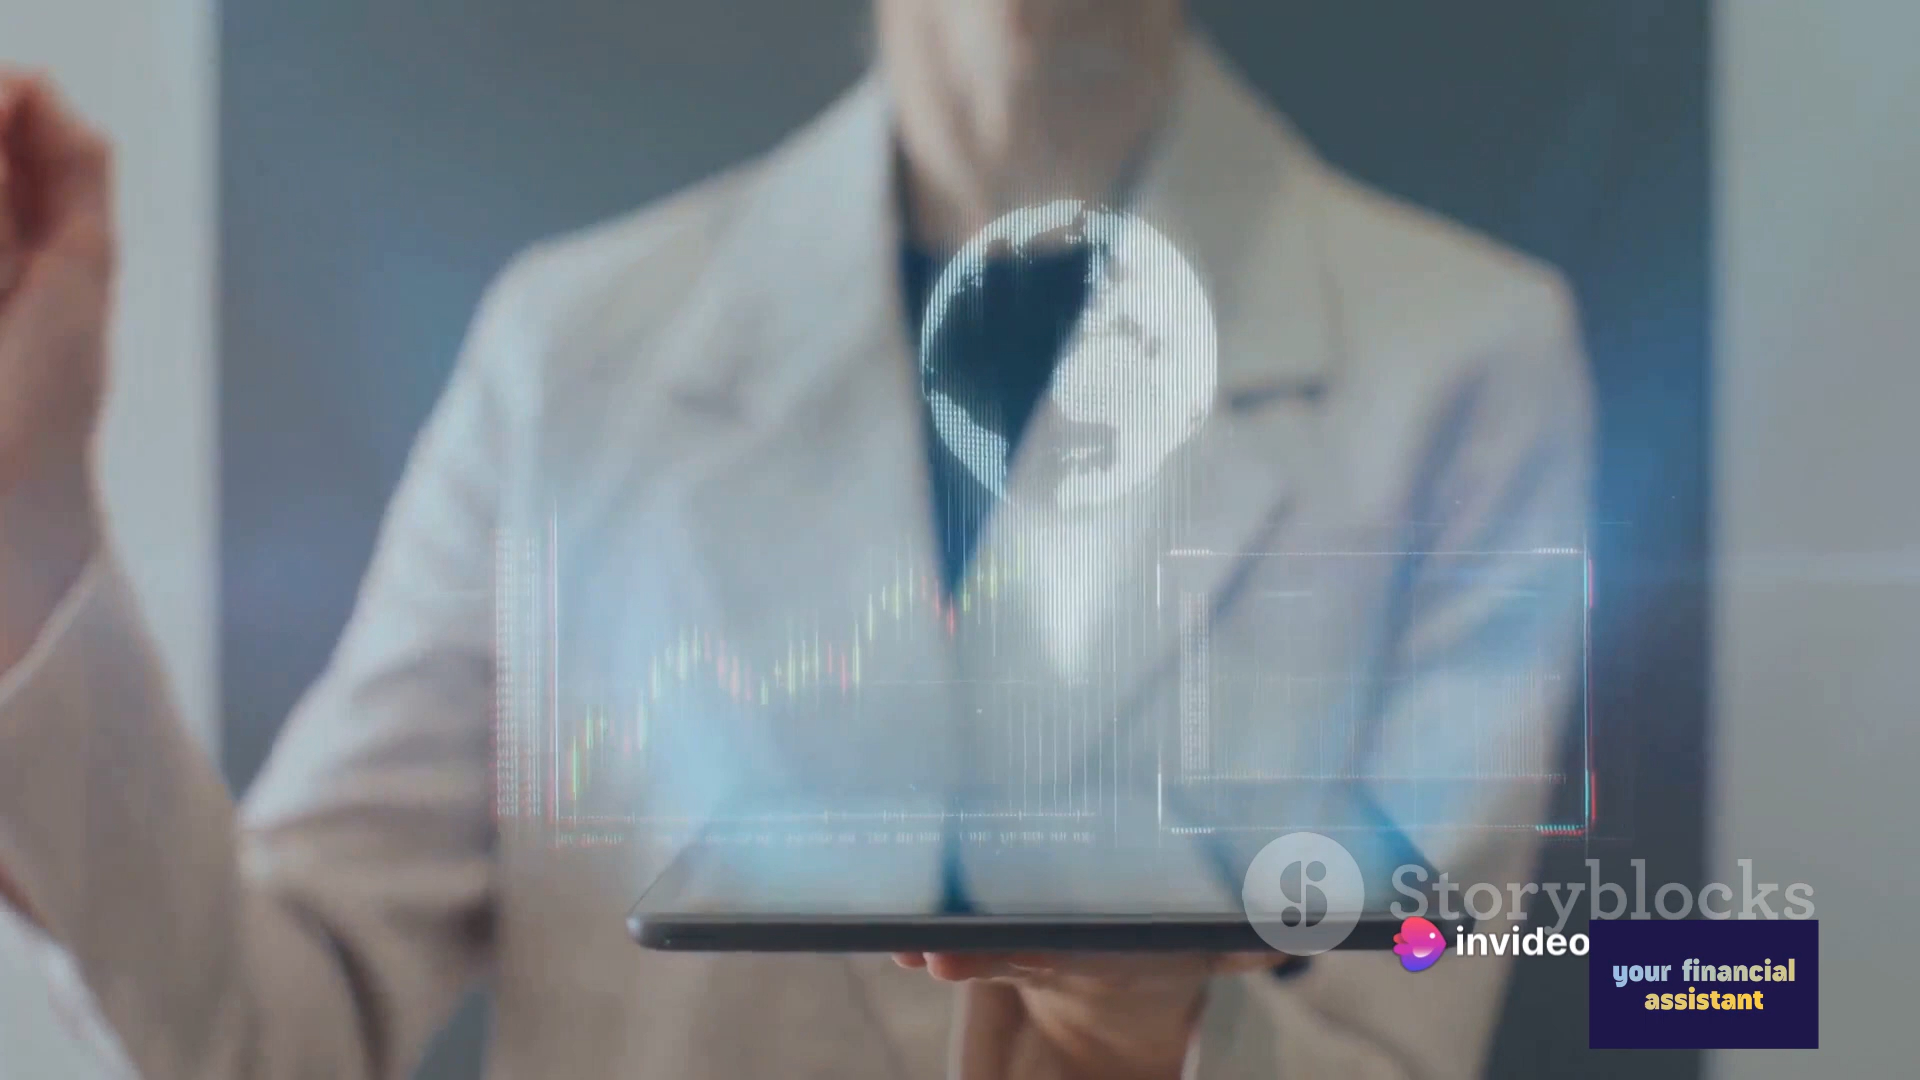 Storyblocks
invideo
your financial
assistant